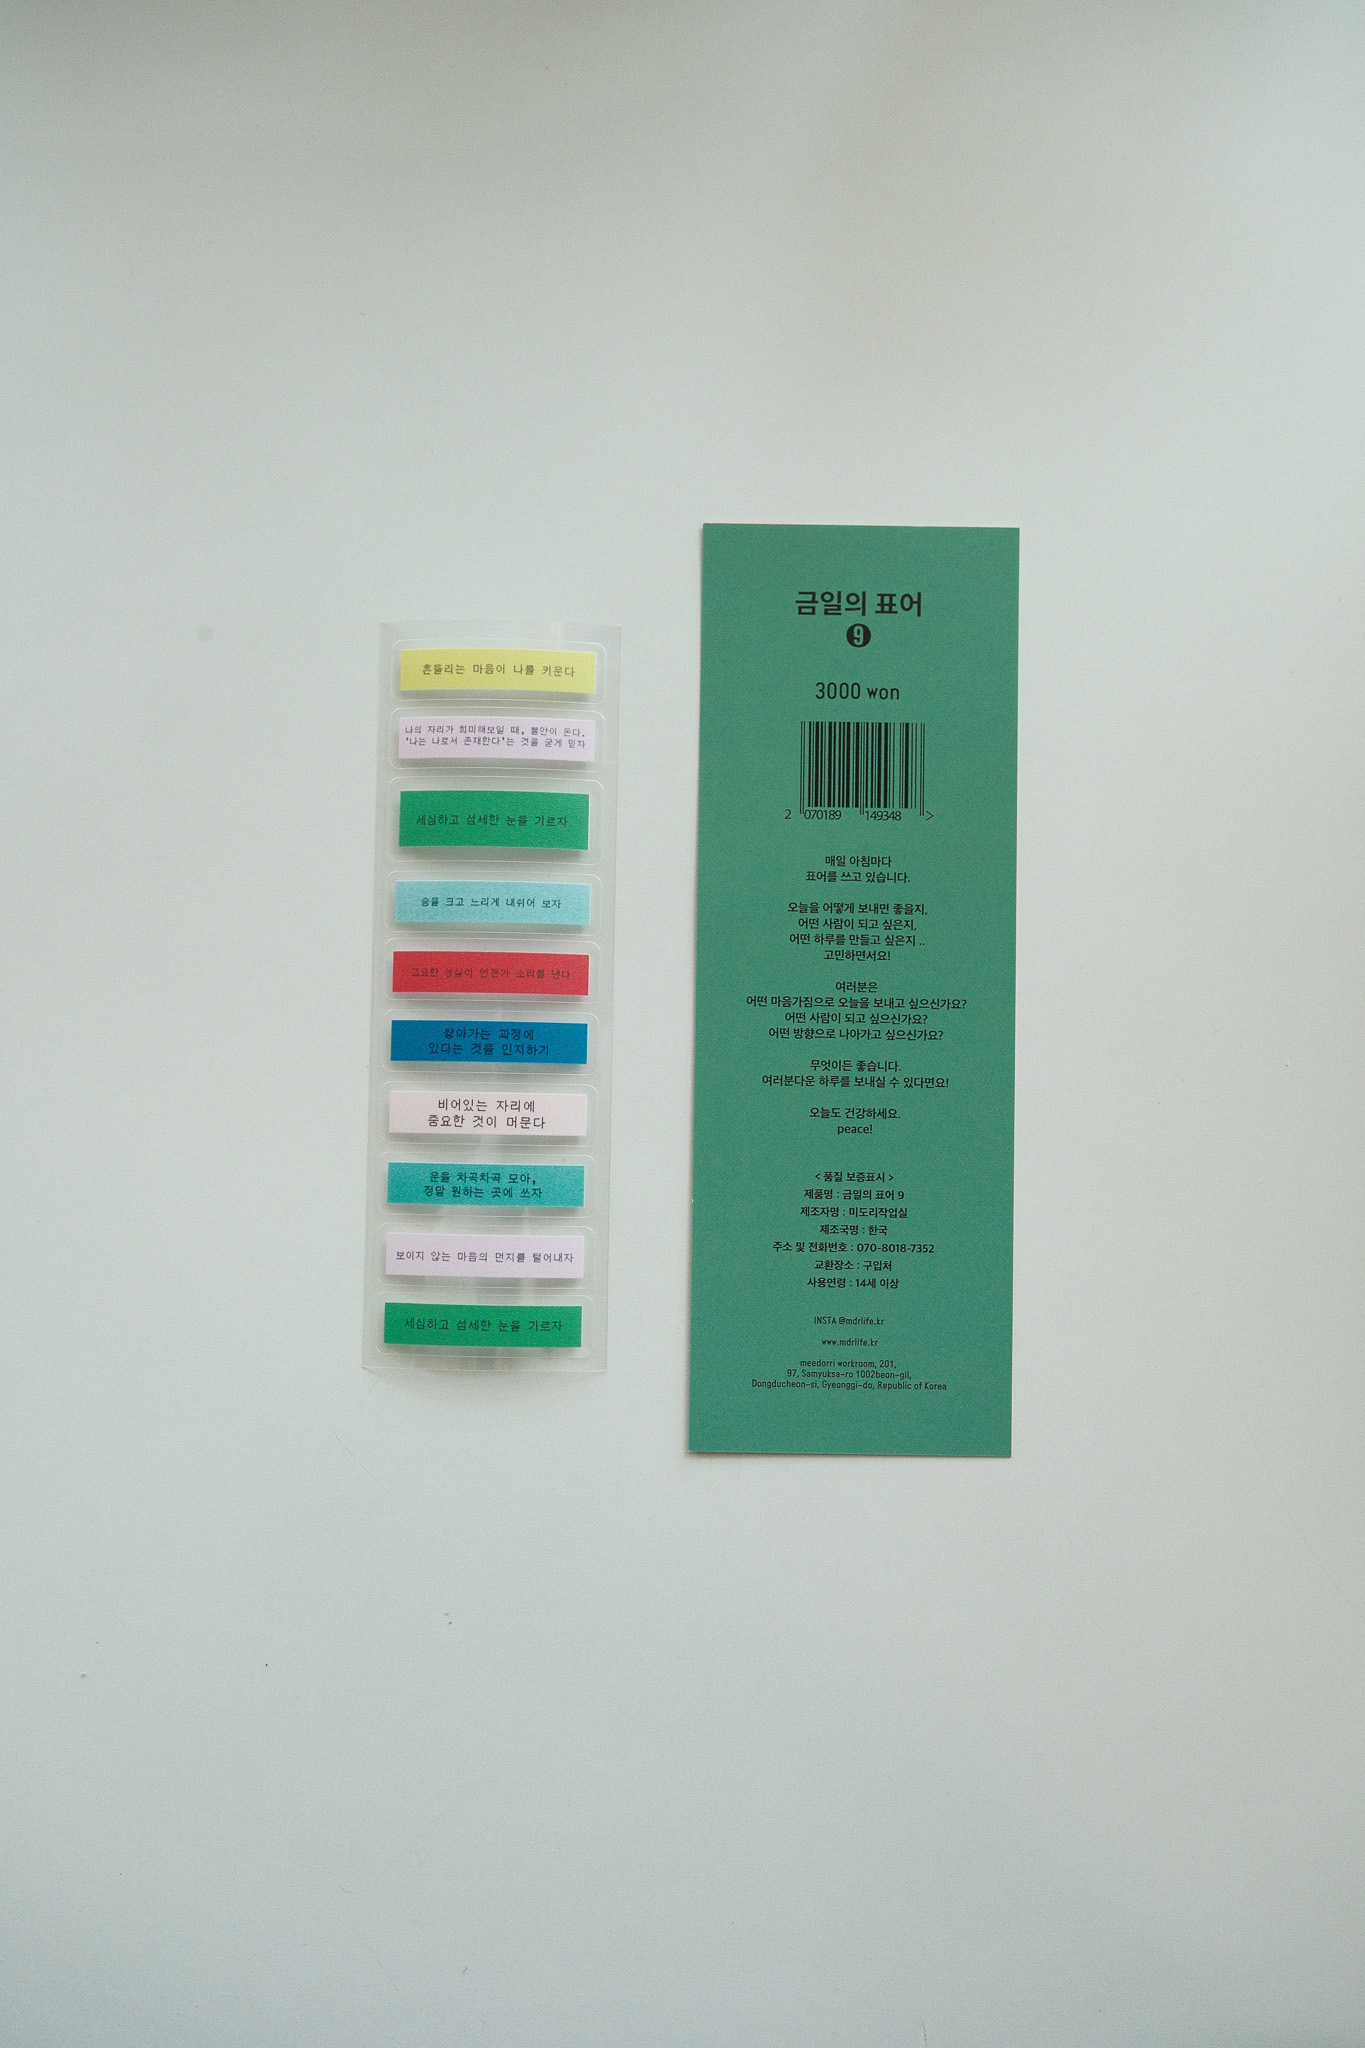 흔들리는 마음이 나를 키운다
나의 자리가 희미해보일 때, 불안이 온다.
'나는 나로서 존재한다'는 것을 굳게 믿자
세심하고 섬세한 눈을 기르자
숨을 크고 느리게 내쉬어 보자
고요한 성실이 언젠가 소리를 낸다
쌓아가는 과정에
있다는 것을 인지하기
비어있는 자리에
중요한 것이 머문다
운을 차곡차곡 모아,
정말 원하는 곳에 쓰자
보이지 않는 마음의 먼지를 털어내자
세심하고 섬세한 눈을 기르자
금일의 표어
9
3000 won
2 070189 149348 >
매일 아침마다
표어를 쓰고 있습니다.
오늘을 어떻게 보내면 좋을지,
어떤 사람이 되고 싶은지,
어떤 하루를 만들고 싶은지 ..
고민하면서요!
여러분은
어떤 마음가짐으로 오늘을 보내고 싶으신가요?
어떤 사람이 되고 싶으신가요?
어떤 방향으로 나아가고 싶으신가요?
무엇이든 좋습니다.
여러분다운 하루를 보내실 수 있다면요!
오늘도 건강하세요.
peace!
< 품질 보증표시 >
제품명 : 금일의 표어 9
제조자명 : 미도리작업실
제조국명 : 한국
주소 및 전화번호 : 070-8018-7352
교환장소 : 구입처
사용연령 : 14세 이상
INSTA @mdrlife.kr
www.mdrlife.kr
meedorri workroom, 201,
97, Samyuksa-ro 1002beon-gil,
Dongducheon-si, Gyeonggi-do, Republic of Korea